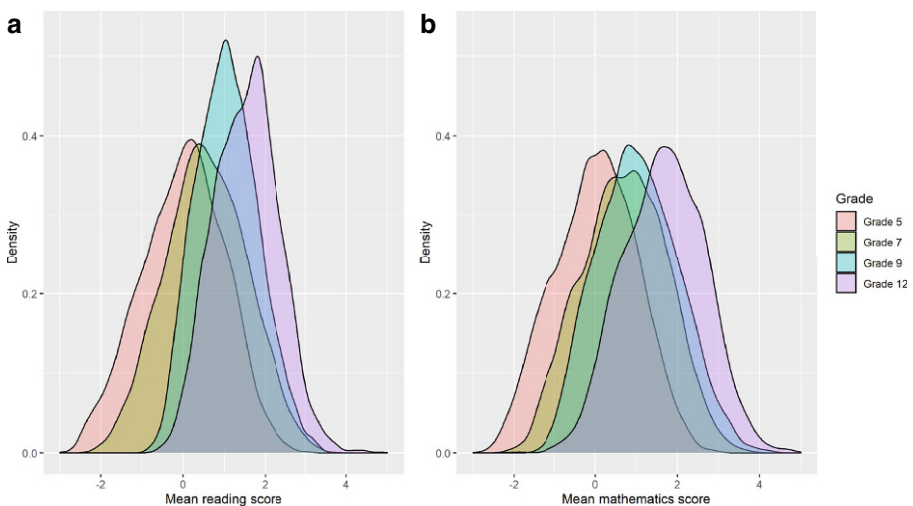 a
b
0.4
0.2
0.0
Density
-2 0 2 4
Mean reading score
Density
0.4
0.2
0.0
-2 0 2 4
Mean mathematics score
Grade
Grade 5
Grade 7
Grade 9
Grade 12